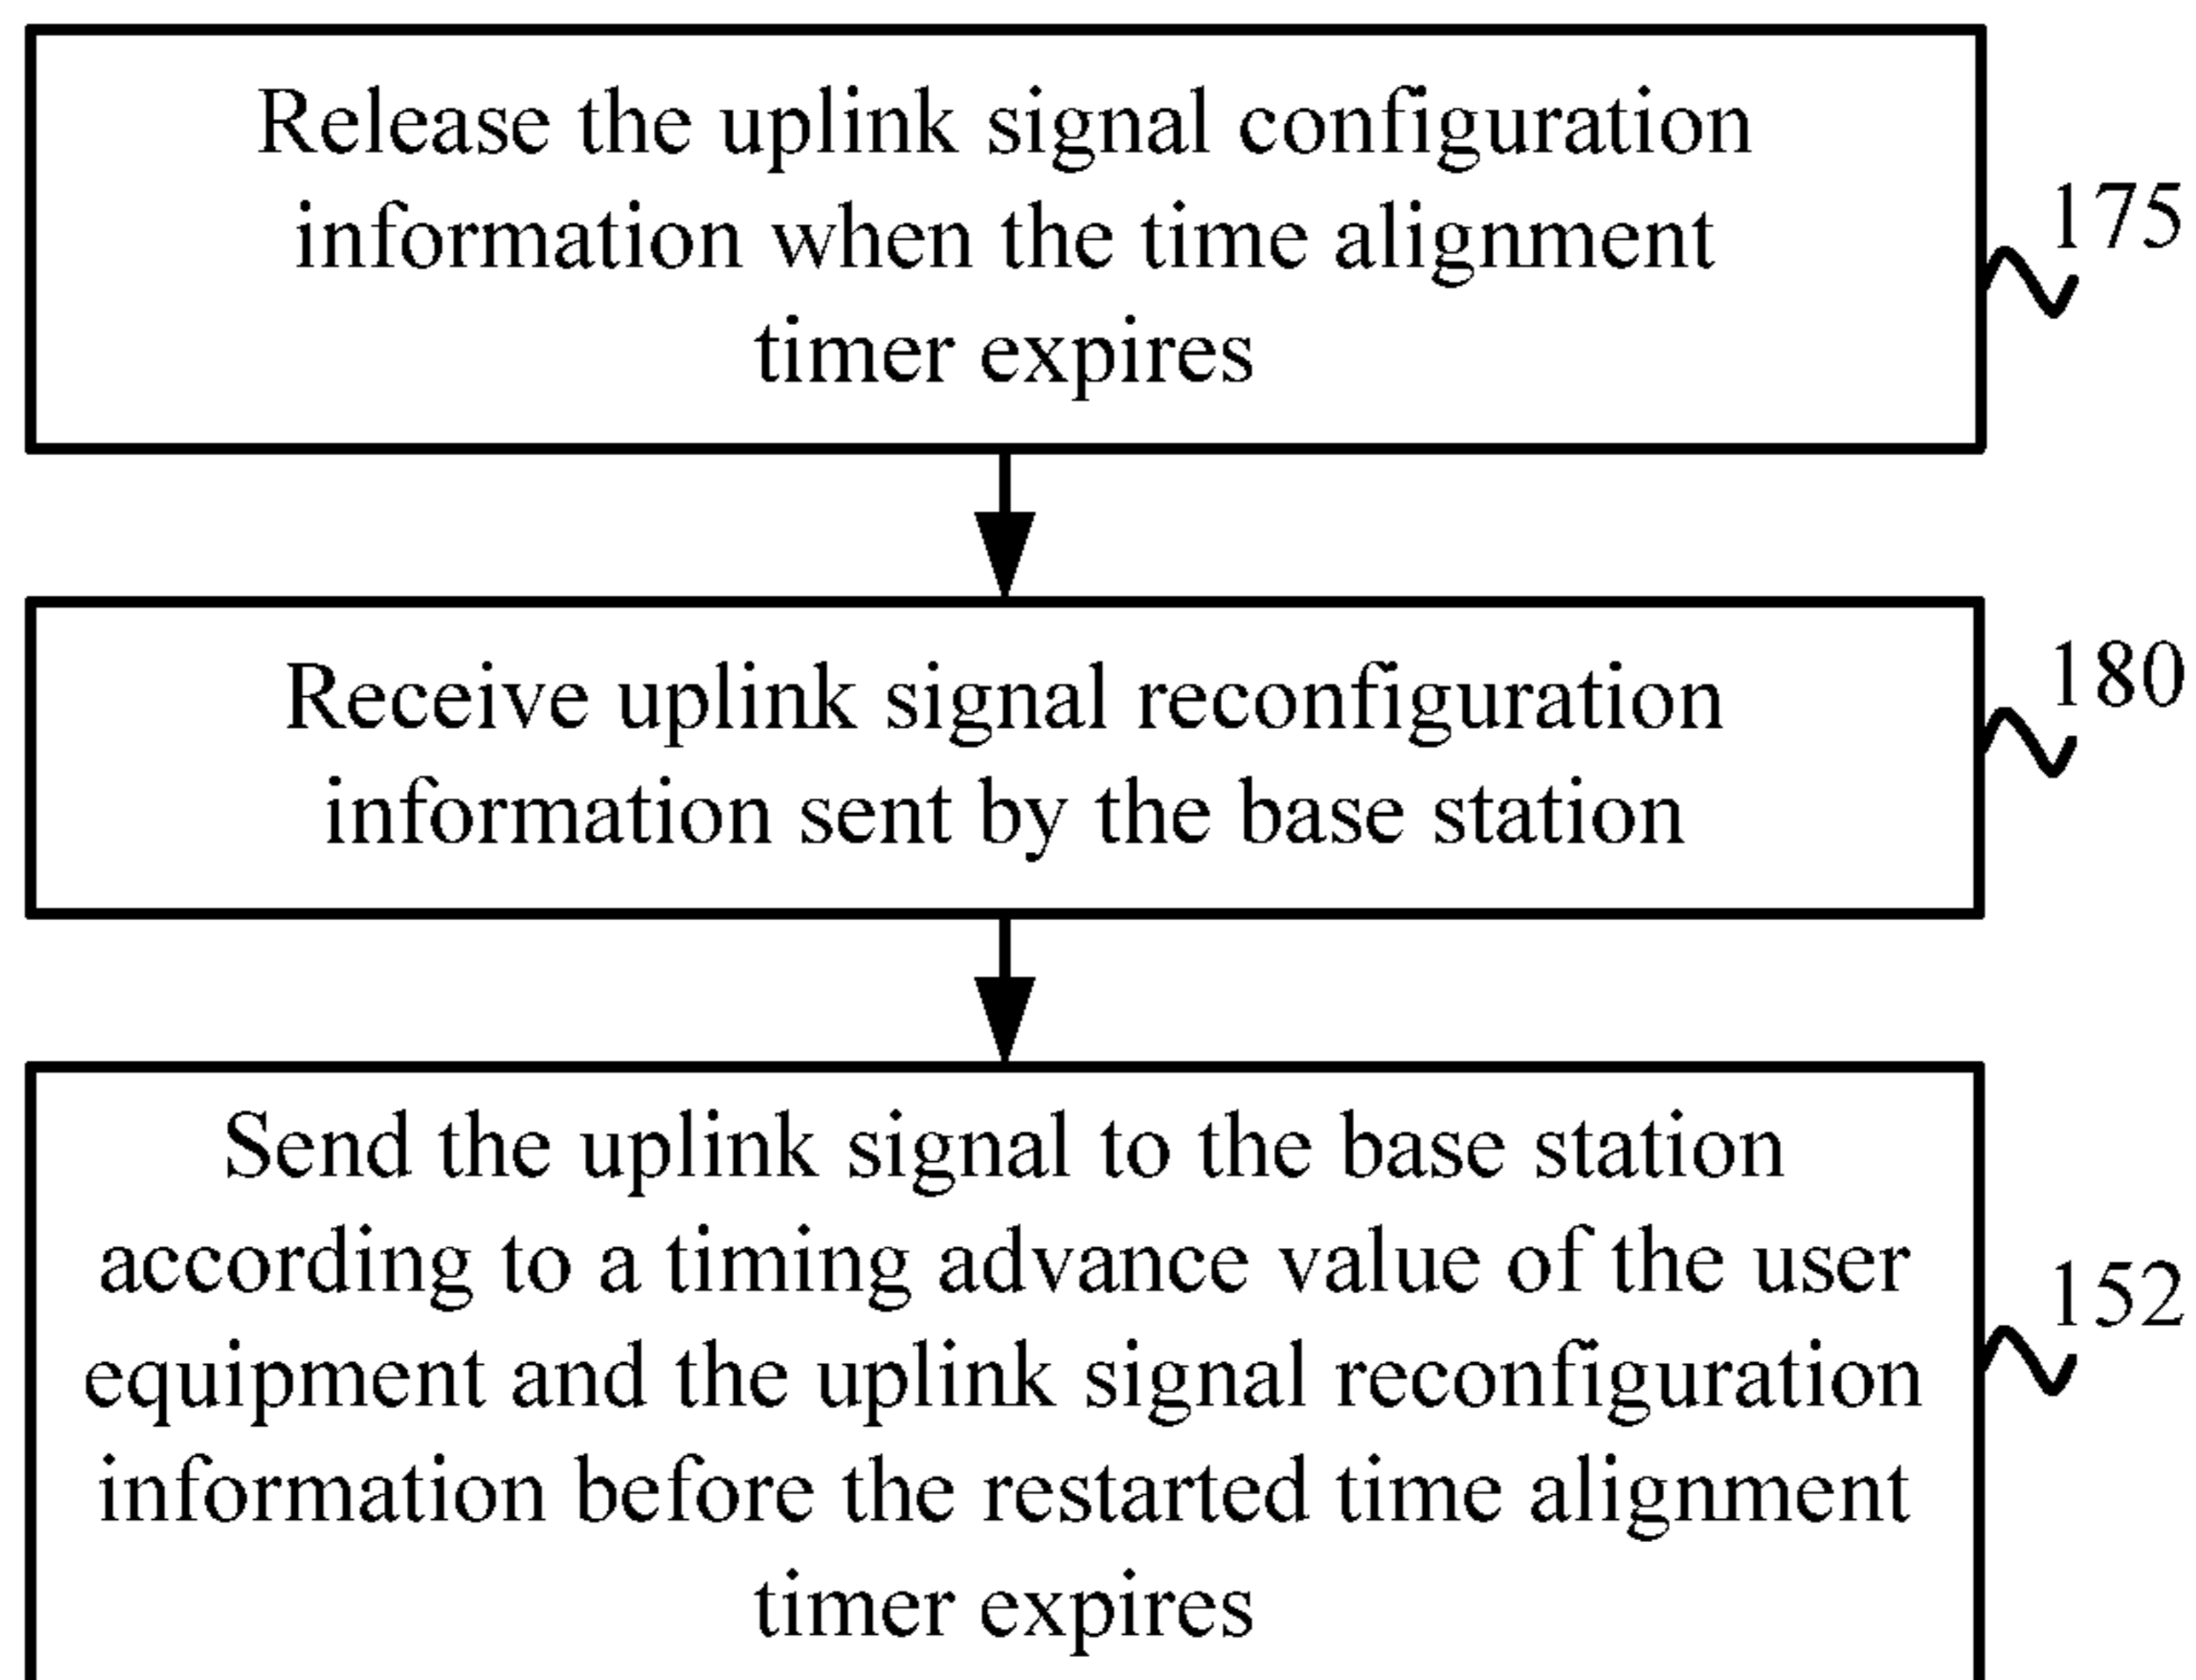 Release the uplink signal configuration
information when the time alignment
timer expires
175
Receive uplink signal reconfiguration
information sent by the base station
180
Send the uplink signal to the base station
according to a timing advance value of the user
equipment and the uplink signal reconfiguration
information before the restarted time alignment
timer expires
152